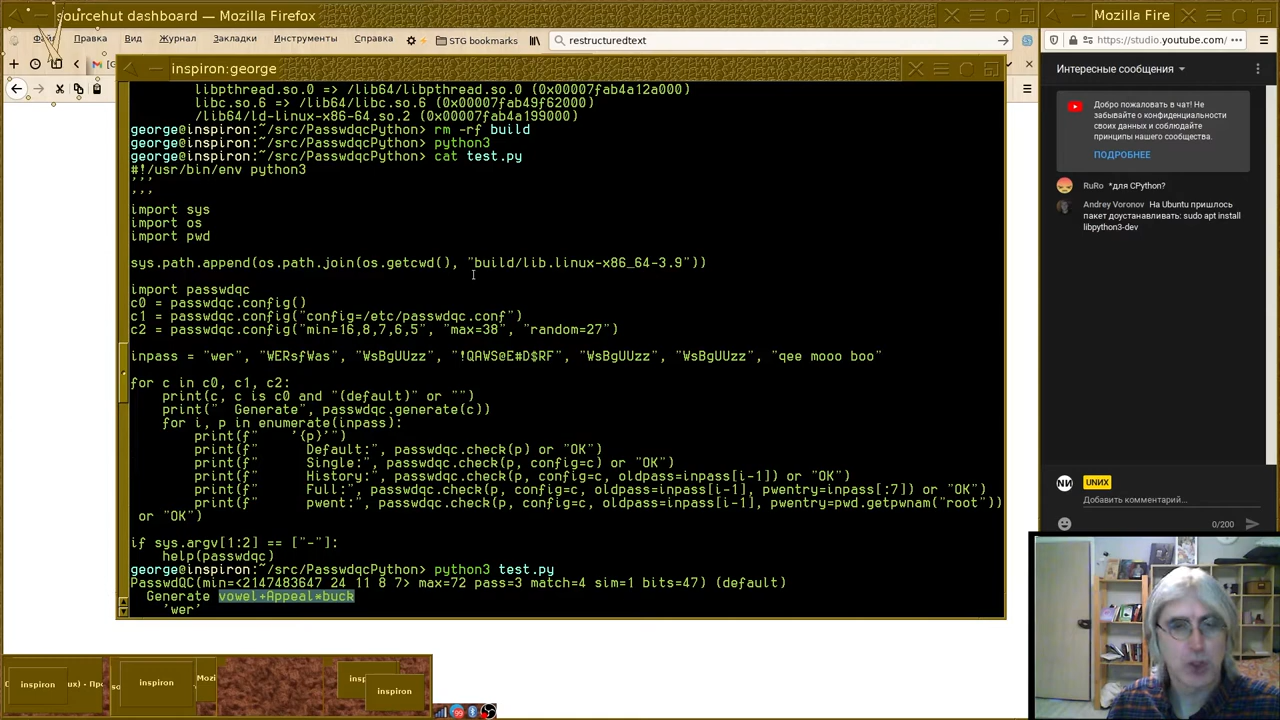 sourcehut dashboard — Mozilla Firefox
Mozilla Fire
Файл Правка Вид Журнал Закладки Инструменты Справка STG bookmarks restructuredtext
https://studio.youtube.com/
inspiron:george
libpthread.so.0 => /lib64/libpthread.so.0 (0x00007fab4a12a000)
libc.so.6 => /lib64/libc.so.6 (0x00007fab49f62000)
/lib64/ld-linux-x86-64.so.2 (0x00007fab4a199000)
george@inspiron:~/src/PasswdqcPython> rm -rf build
george@inspiron:~/src/PasswdqcPython> python3
george@inspiron:~/src/PasswdqcPython> cat test.py
#!/usr/bin/env python3
'''
'''
import sys
import os
import pwd
sys.path.append(os.path.join(os.getcwd(), "build/lib.linux-x86_64-3.9"))
import passwdqc
c0 = passwdqc.config()
c1 = passwdqc.config("config=/etc/passwdqc.conf")
c2 = passwdqc.config("min=16,8,7,6,5", "max=38", "random=27")
inpass = "wer", "WERsfWas", "WsBgUUzz", "!QAWS@E#D$RF", "WsBgUUzz", "WsBgUUzz", "qee mooo boo"
for c in c0, c1, c2:
print(c, c is c0 and "(default)" or "")
print("  Generate", passwdqc.generate(c))
for i, p in enumerate(inpass):
print(f"    '{p}'")
print(f"      Default:", passwdqc.check(p) or "OK")
print(f"      Single:", passwdqc.check(p, config=c) or "OK")
print(f"      History:", passwdqc.check(p, config=c, oldpass=inpass[i-1]) or "OK")
print(f"      Full:", passwdqc.check(p, config=c, oldpass=inpass[i-1], pwentry=inpass[:7]) or "OK")
print(f"      pwent:", passwdqc.check(p, config=c, oldpass=inpass[i-1], pwentry=pwd.getpwnam("root"))
or "OK")
if sys.argv[1:2] == ["-"]:
help(passwdqc)
george@inspiron:~/src/PasswdqcPython> python3 test.py
PasswdQC(min=<2147483647 24 11 8 7> max=72 pass=3 match=4 sim=1 bits=47) (default)
Generate vowel+Appeal*buck
'wer'
Интересные сообщения
Добро пожаловать в чат! Не
забывайте о конфиденциальности
своих данных и соблюдайте
принципы нашего сообщества.
ПОДРОБНЕЕ
RuRo *для CPython?
Andrey Voronov На Ubuntu пришлось
пакет доустанавливать: sudo apt install
libpython3-dev
UNИX
Добавить комментарий...
0/200
inspiron
inspiron
Mozi
insp
inspiron
99